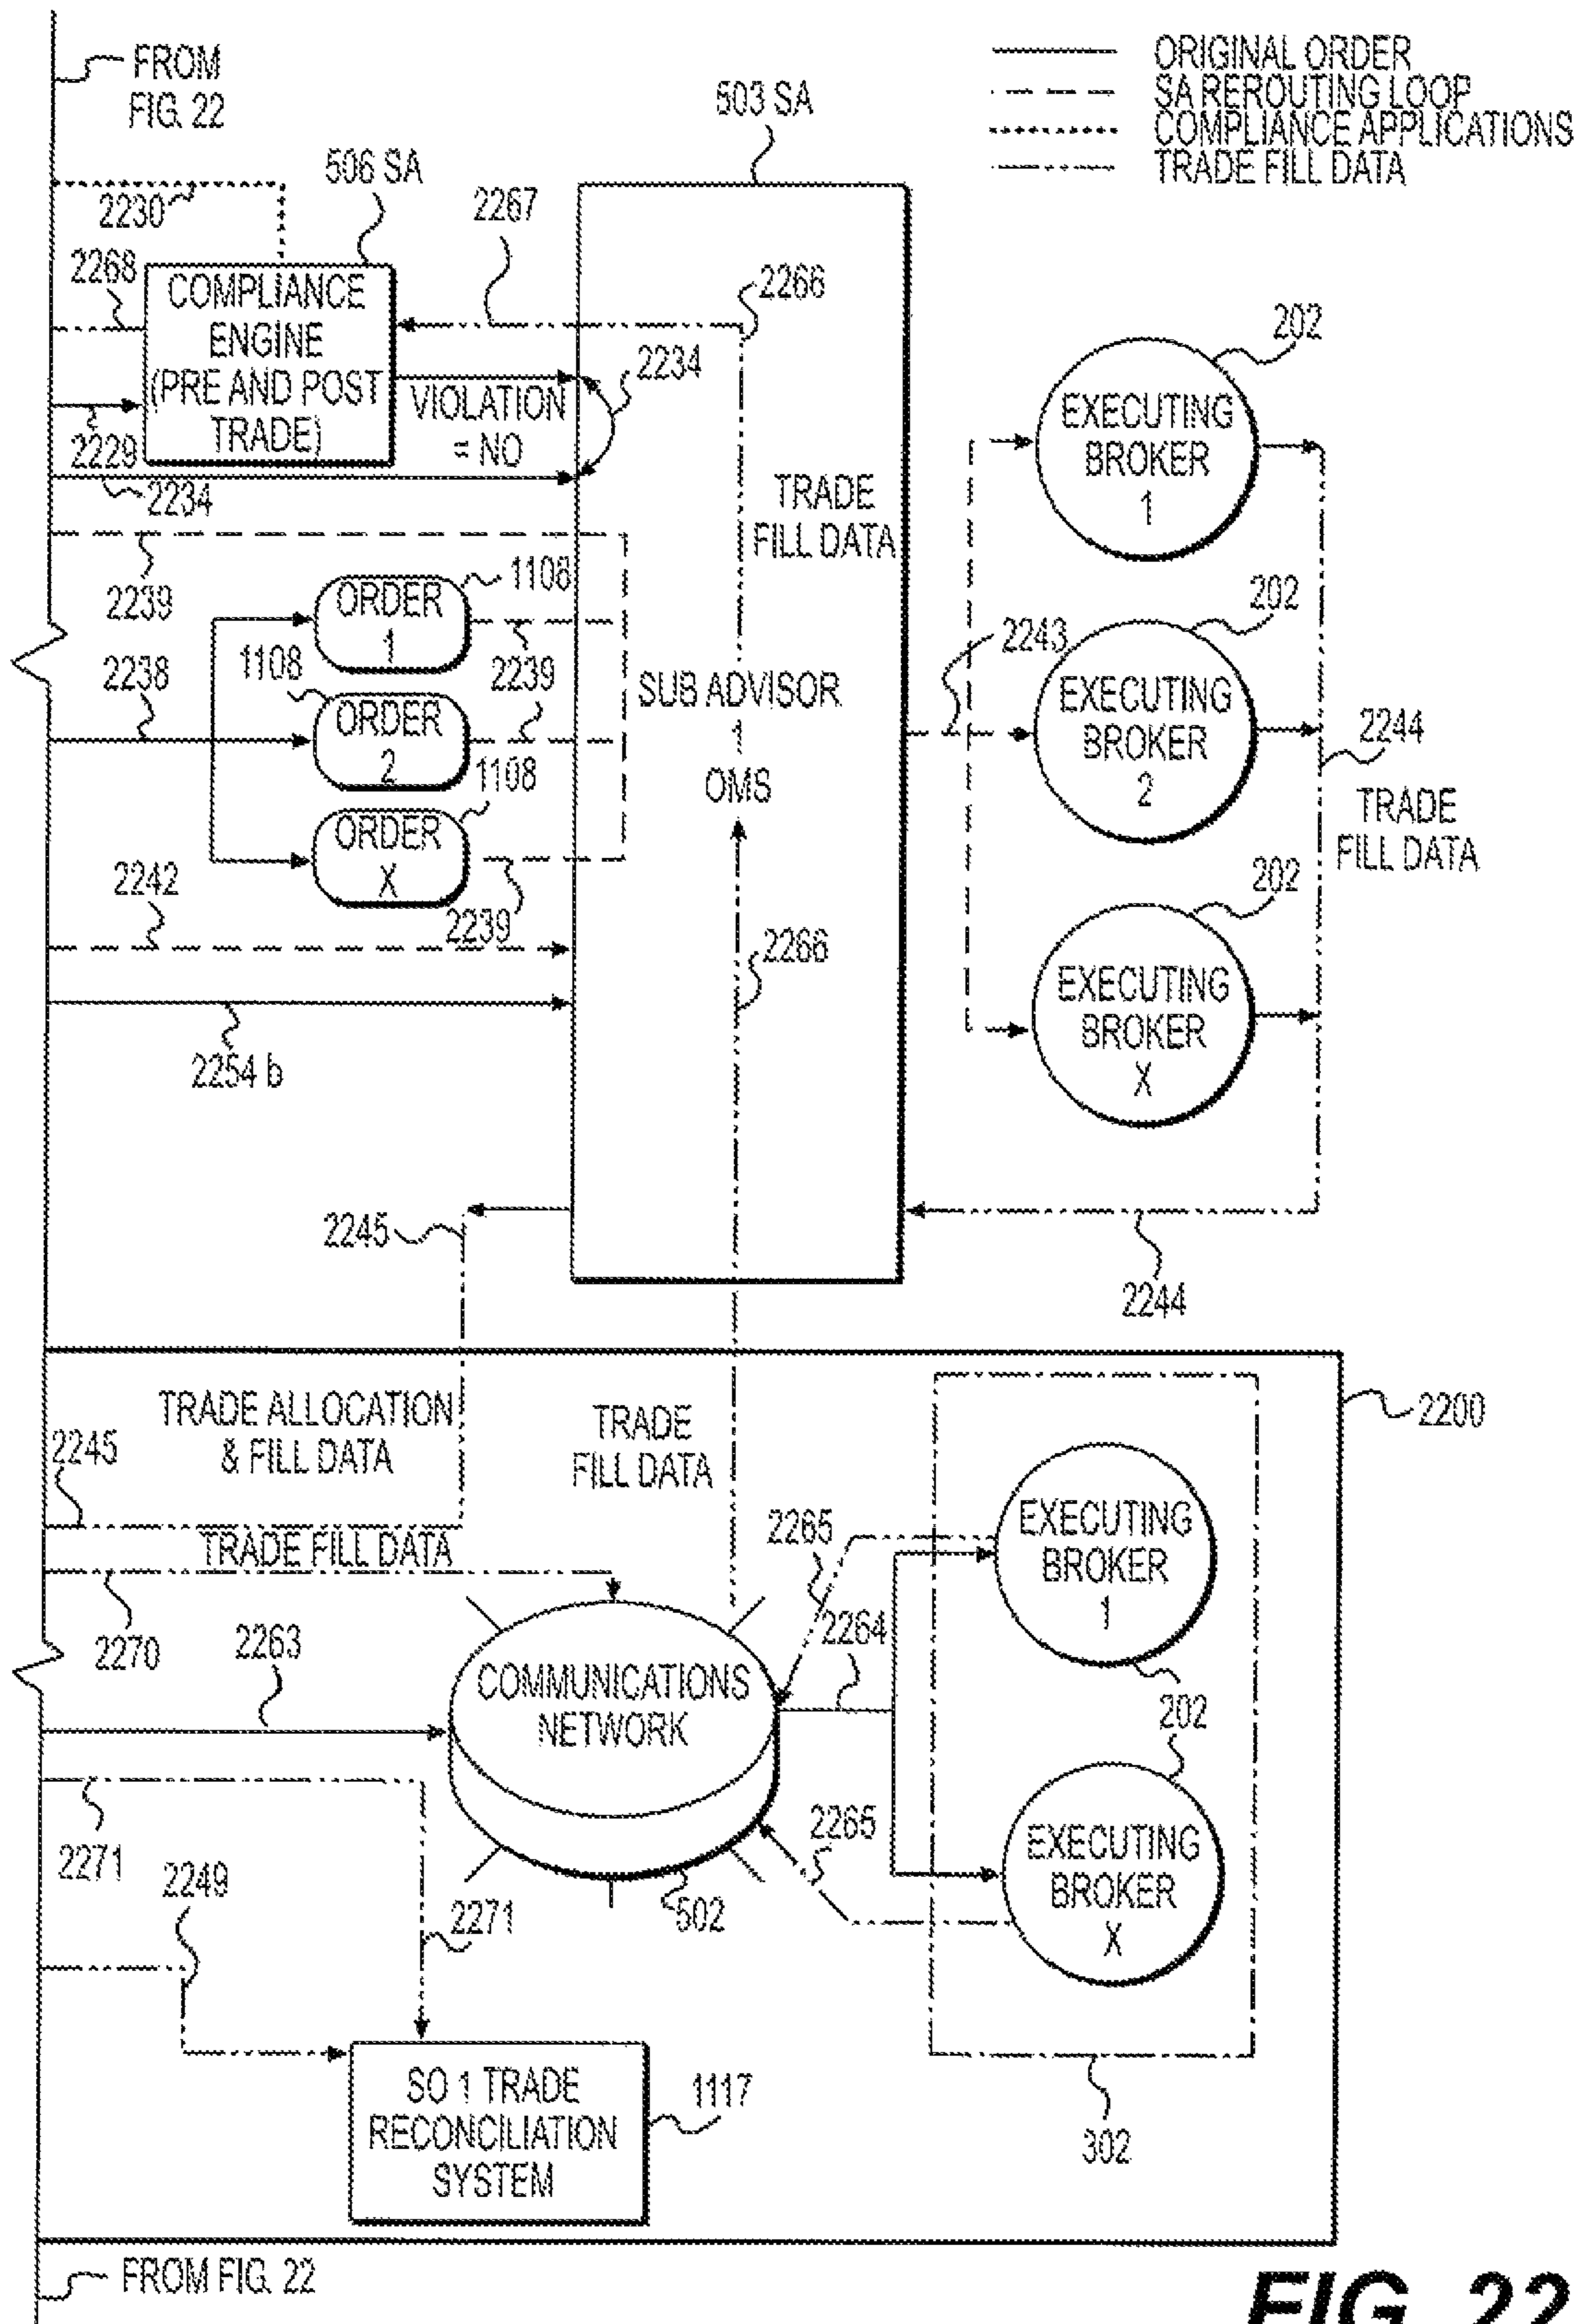 FROM
FIG. 22
ORIGINAL ORDER
SA REROUTING LOOP
COMPLIANCE APPLICATIONS
TRADE FILL DATA
503 SA
506 SA
2230
2267
2268
COMPLIANCE
ENGINE
(PRE AND POST
TRADE)
2266
2234
VIOLATION
= NO
2229
2234
202
EXECUTING
BROKER
1
TRADE
FILL DATA
2239
ORDER
1
1108
2239
2238
1108
ORDER
2
2239
1108
ORDER
X
2239
SUB ADVISOR
1
OMS
2243
202
EXECUTING
BROKER
2
2244
TRADE
FILL DATA
2242
2266
202
EXECUTING
BROKER
X
2254 b
2245
2244
TRADE ALLOCATION
& FILL DATA
TRADE
FILL DATA
2200
2245
TRADE FILL DATA
2265
EXECUTING
BROKER
1
2264
2270
2263
COMMUNICATIONS
NETWORK
202
2271
2265
EXECUTING
BROKER
X
2249
2271
502
SO 1 TRADE
RECONCILIATION
SYSTEM
1117
302
FROM FIG. 22
FIG. 22